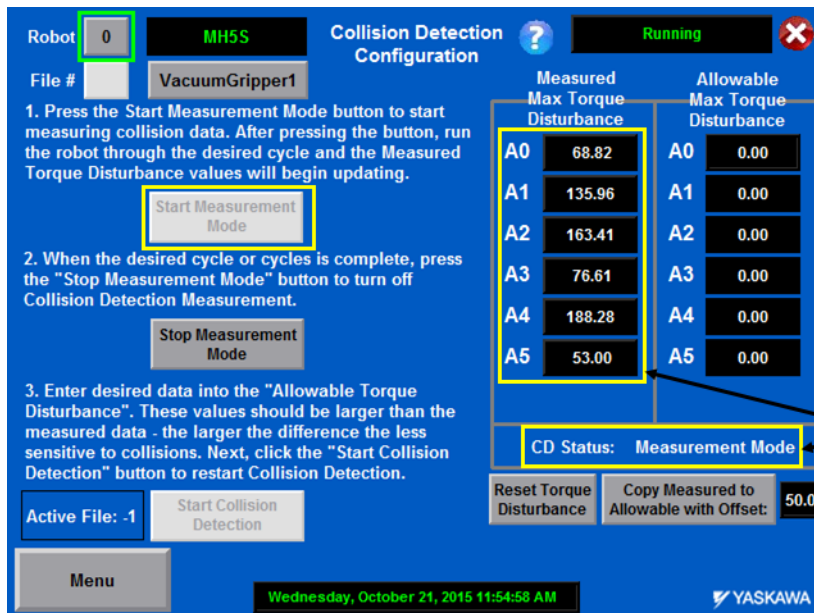 Robot 0 MH5S
Collision Detection
Configuration
?
Running
File # VacuumGripper1
1. Press the Start Measurement Mode button to start
measuring collision data. After pressing the button, run
the robot through the desired cycle and the Measured
Torque Disturbance values will begin updating.
Start Measurement
Mode
2. When the desired cycle or cycles is complete, press
the "Stop Measurement Mode" button to turn off
Collision Detection Measurement.
Stop Measurement
Mode
3. Enter desired data into the "Allowable Torque
Disturbance". These values should be larger than the
measured data - the larger the difference the less
sensitive to collisions. Next, click the "Start Collision
Detection" button to restart Collision Detection.
Active File: -1
Start Collision
Detection
Measured
Max Torque
Disturbance
A0 68.82
A1 135.96
A2 163.41
A3 76.61
A4 188.28
A5 53.00
Allowable
Max Torque
Disturbance
A0 0.00
A1 0.00
A2 0.00
A3 0.00
A4 0.00
A5 0.00
CD Status: Measurement Mode
Reset Torque
Disturbance
Copy Measured to
Allowable with Offset:
50.0
Menu
Wednesday, October 21, 2015 11:54:58 AM
YASKAWA